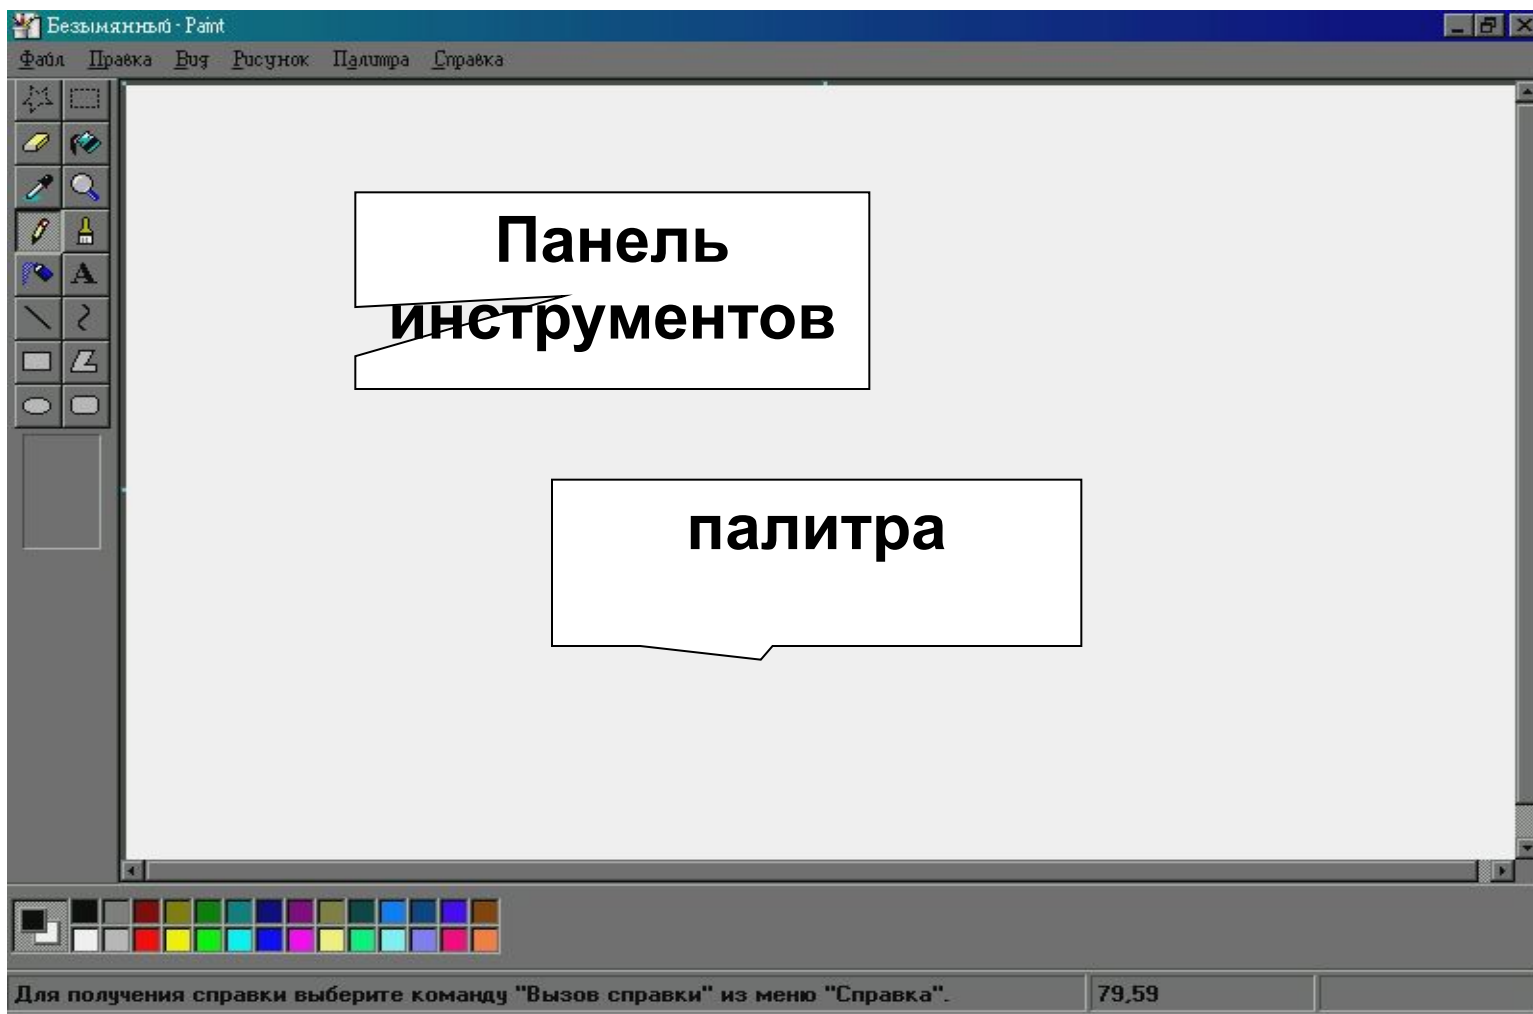 Безымянный - Paint
Файл Правка Вид Рисунок Палитра Справка
A
Панель
инструментов
палитра
Для получения справки выберите команду "Вызов справки" из меню "Справка".
79,59